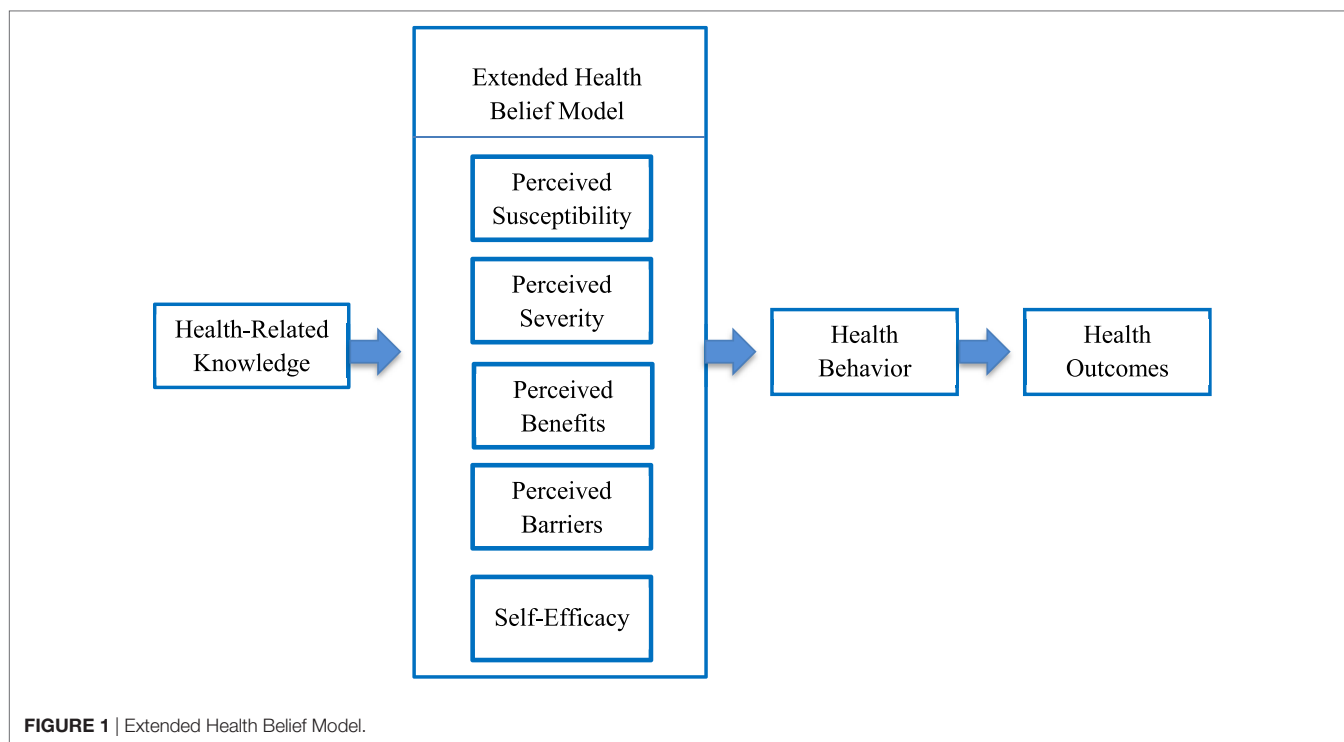 Extended Health
Belief Model
Perceived
Susceptibility
Perceived
Severity
Perceived
Benefits
Perceived
Barriers
Self-Efficacy
Health-Related
Knowledge
Health
Behavior
Health
Outcomes
FIGURE 1 | Extended Health Belief Model.